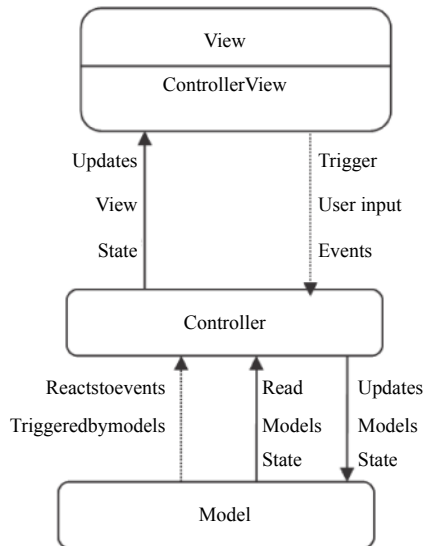 View
ControllerView
Updates
View
State
Trigger
User input
Events
Controller
Reactstoevents
Triggeredbymodels
Read
Models
State
Updates
Models
State
Model